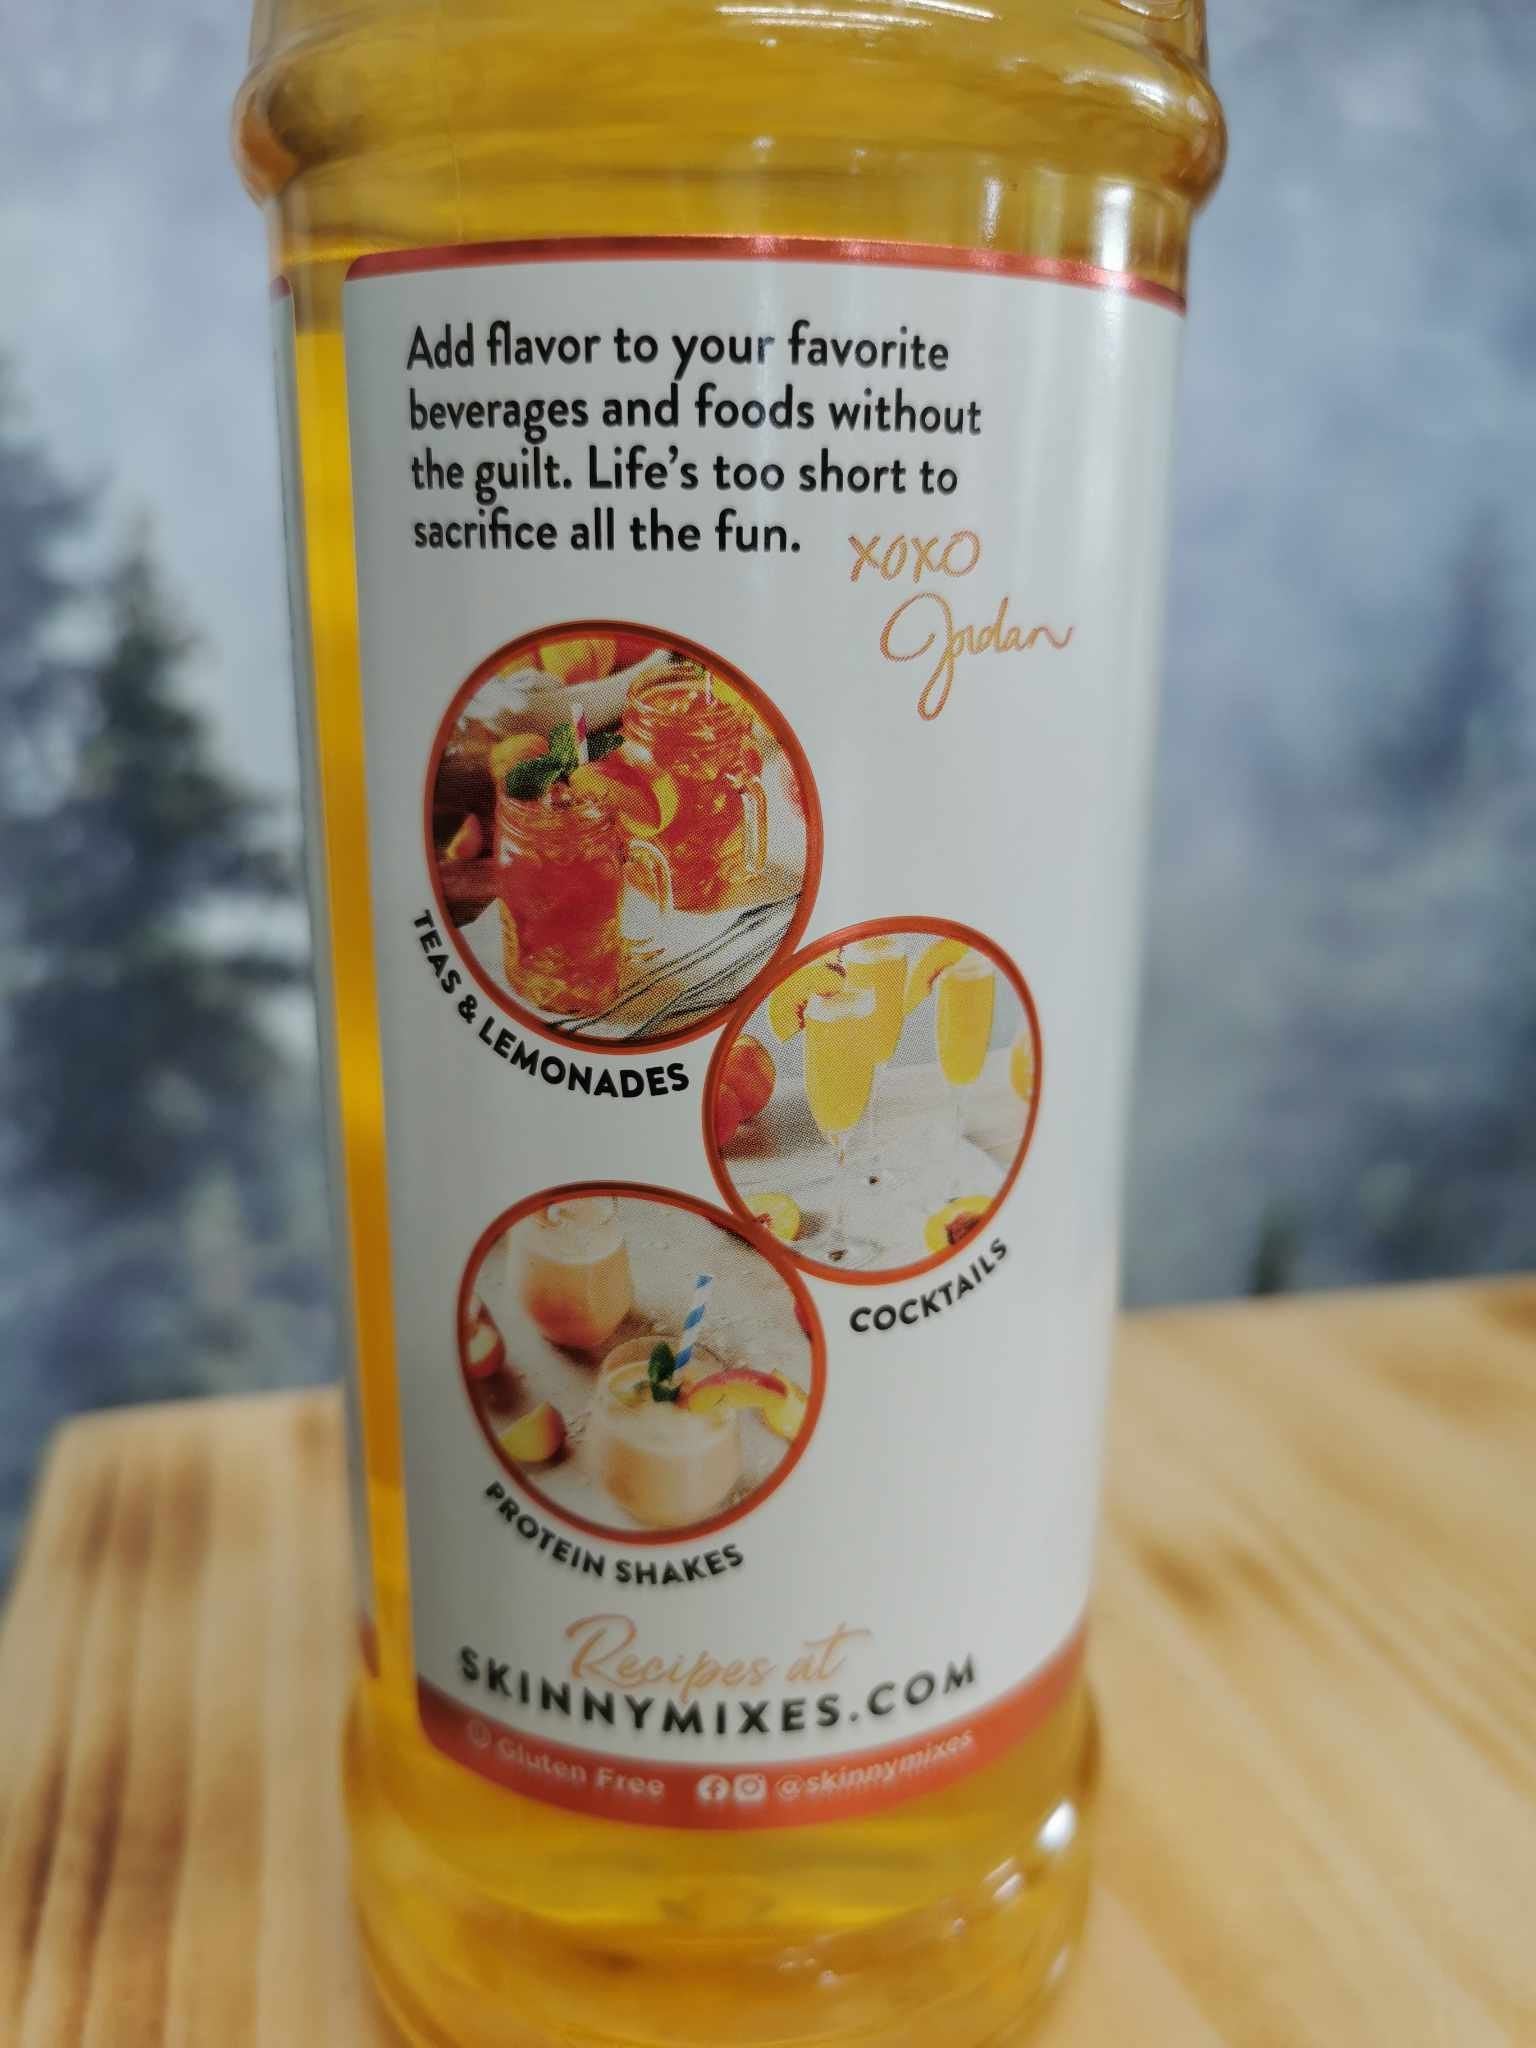 Add flavor to your favorite
beverages and foods without
the guilt. Life's too short to
sacrifice all the fun.
xoxo
Jordan
TEAS & LEMONADES
COCKTAILS
PROTEIN SHAKES
Recipes at
SKINNYMIXES.COM
Gluten Free @skinnymixes